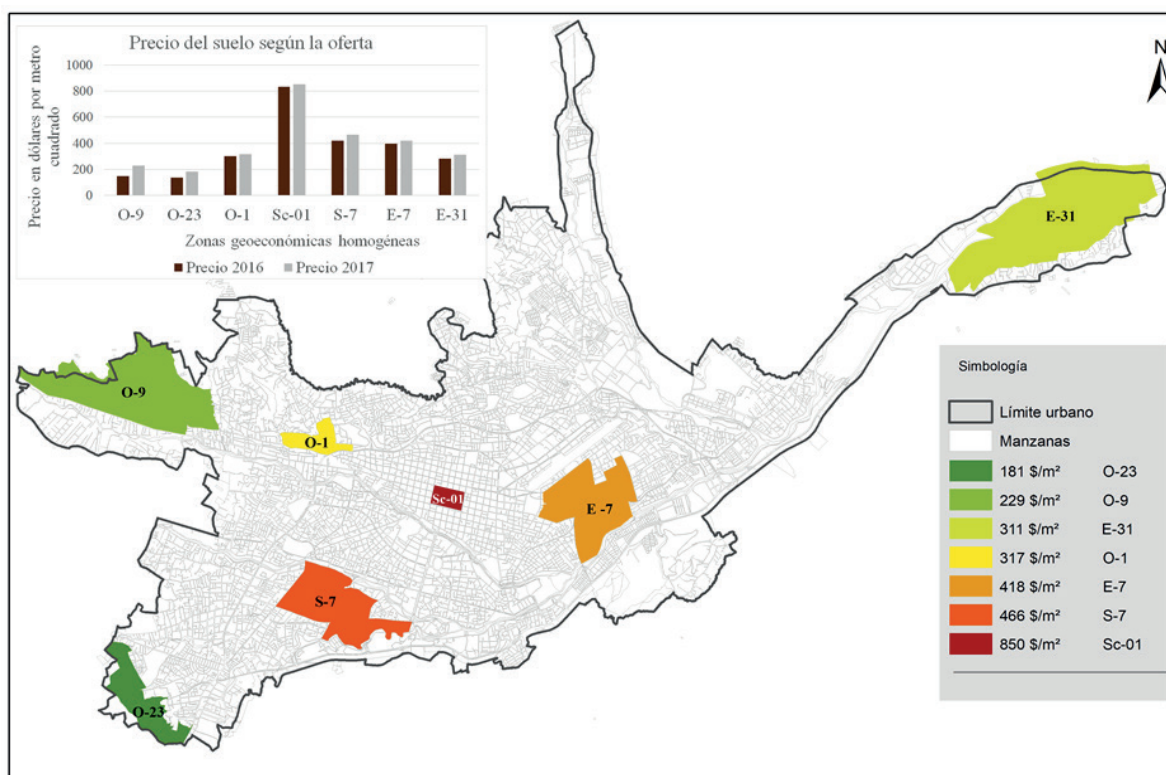 Precio del suelo según la oferta
Precio en dólares por metro
cuadrado
1000
800
600
400
200
0
O-9 O-23 O-1 Sc-01 S-7 E-7 E-31
Zonas geoeconómicas homogéneas
Precio 2016 Precio 2017
N
E-31
O-9
O-1
Sc-01
E -7
S-7
O-23
Simbología
Límite urbano
Manzanas
181 $/m² O-23
229 $/m² O-9
311 $/m² E-31
317 $/m² O-1
418 $/m² E-7
466 $/m² S-7
850 $/m² Sc-01